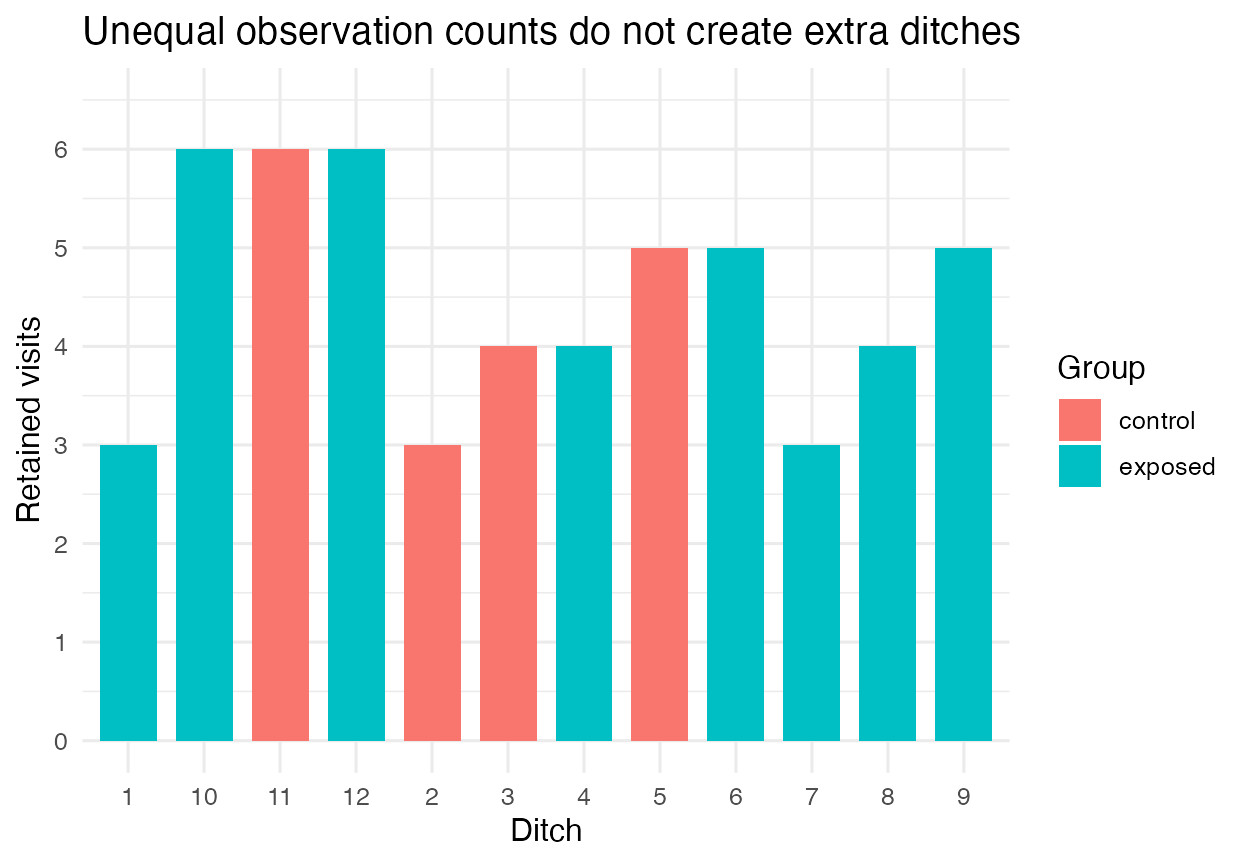 Unequal observation counts do not create extra ditches
Retained visits
6
5
4
3
2
1
0
1 10 11 12 2 3 4 5 6 7 8 9
Ditch
Group
control
exposed